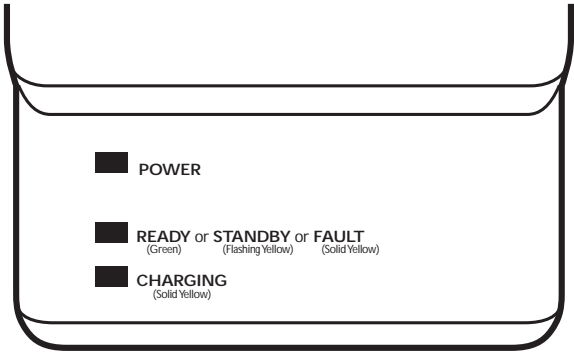 POWER
READY or STANDBY or FAULT
(Green) (Flashing Yellow) (Solid Yellow)
CHARGING
(Solid Yellow)